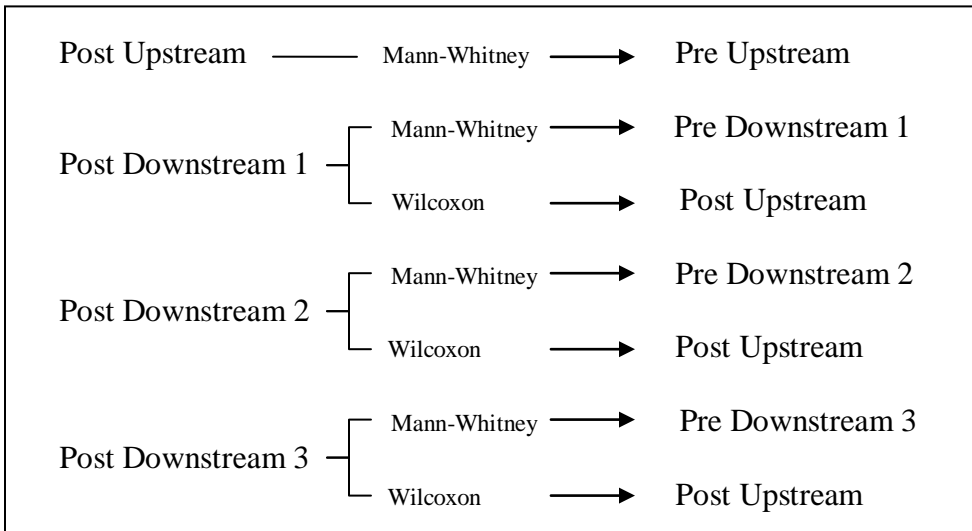 Post Upstream Mann-Whitney Pre Upstream
Mann-Whitney Pre Downstream 1
Post Downstream 1
Wilcoxon Post Upstream
Mann-Whitney Pre Downstream 2
Post Downstream 2
Wilcoxon Post Upstream
Mann-Whitney Pre Downstream 3
Post Downstream 3
Wilcoxon Post Upstream